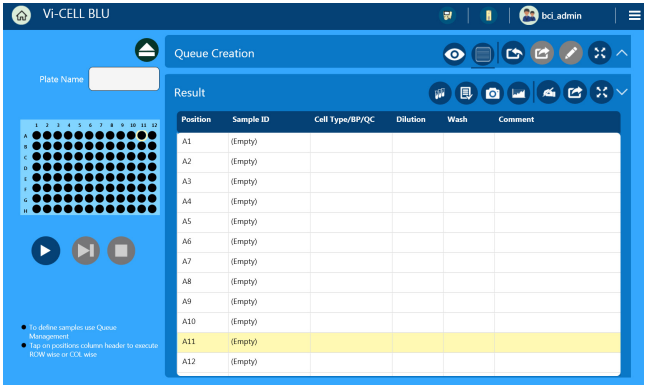 Vi-CELL BLU
bci_admin
Plate Name
1 2 3 4 5 6 7 8 9 10 11 12
A
B
C
D
E
F
G
H
To define samples use Queue
Management
Tap on positions column header to execute
ROW wise or COL wise
Queue Creation
Result
Position Sample ID Cell Type/BP/QC Dilution Wash Comment
A1 (Empty)
A2 (Empty)
A3 (Empty)
A4 (Empty)
A5 (Empty)
A6 (Empty)
A7 (Empty)
A8 (Empty)
A9 (Empty)
A10 (Empty)
A11 (Empty)
A12 (Empty)